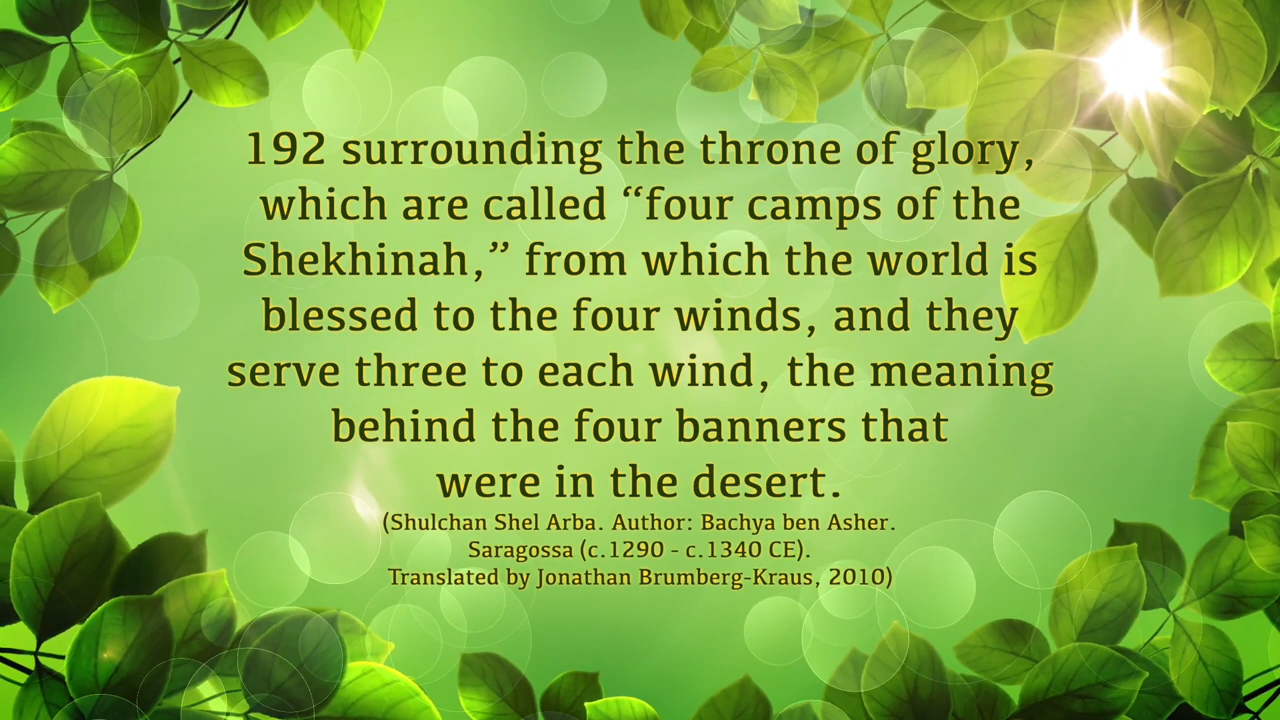 192 surrounding the throne of glory,
which are called “four camps of the
Shekhinah,” from which the world is
blessed to the four winds, and they
serve three to each wind, the meaning
behind the four banners that
were in the desert.
(Shulchan Shel Arba. Author: Bachya ben Asher.
Saragossa (c.1290 - c.1340 CE).
Translated by Jonathan Brumberg-Kraus, 2010)